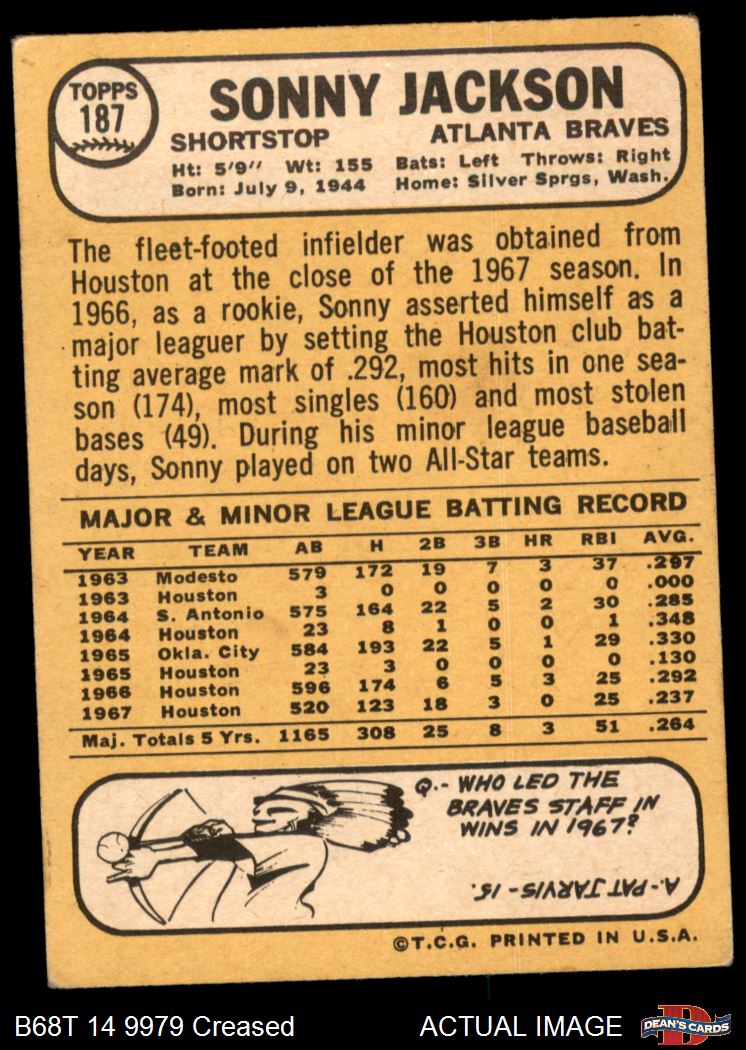 TOPPS
187
SONNY JACKSON
SHORTSTOP ATLANTA BRAVES
Ht: 5'9" Wt: 155 Bats: Left Throws: Right
Born: July 9, 1944 Home: Silver Sprgs, Wash.
The fleet-footed infielder was obtained from
Houston at the close of the 1967 season. In
1966, as a rookie, Sonny asserted himself as a
major leaguer by setting the Houston club bat-
ting average mark of .292, most hits in one sea-
son (174), most singles (160) and most stolen
bases (49). During his minor league baseball
days, Sonny played on two All-Star teams.
MAJOR & MINOR LEAGUE BATTING RECORD
YEAR TEAM AB H 2B 3B HR RBI AVG.
1963 Modesto 579 172 19 7 3 37 .297
1963 Houston 3 0 0 0 0 0 .000
1964 S. Antonio 575 164 22 5 2 30 .285
1964 Houston 23 8 1 0 0 1 .348
1965 Okla. City 584 193 22 5 1 29 .330
1965 Houston 23 3 0 0 0 0 .130
1966 Houston 596 174 6 5 3 25 .292
1967 Houston 520 123 18 3 0 25 .237
Maj. Totals 5 Yrs. 1165 308 25 8 3 51 .264
Q.- WHO LED THE
BRAVES STAFF IN
WINS IN 1967?
A.- PAT JARVIS - 15.
©T.C.G. PRINTED IN U.S.A.
B68T 14 9979 Creased ACTUAL IMAGE DEAN'S CARDS